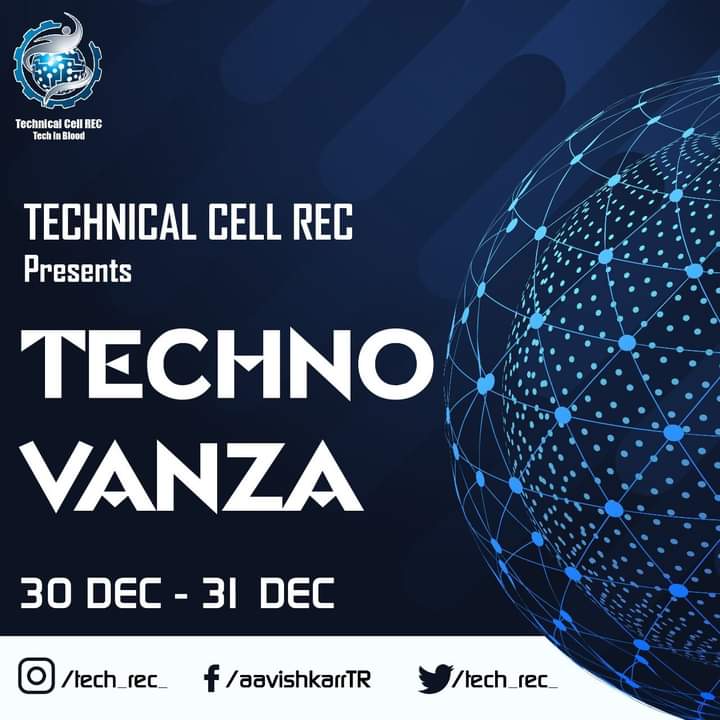 Technical Cell REC
Tech In Blood
TECHNICAL CELL REC
Presents
TECHNO
VANZA
30 DEC - 31 DEC
/tech_rec_ /aavishkarrTR /tech_rec_